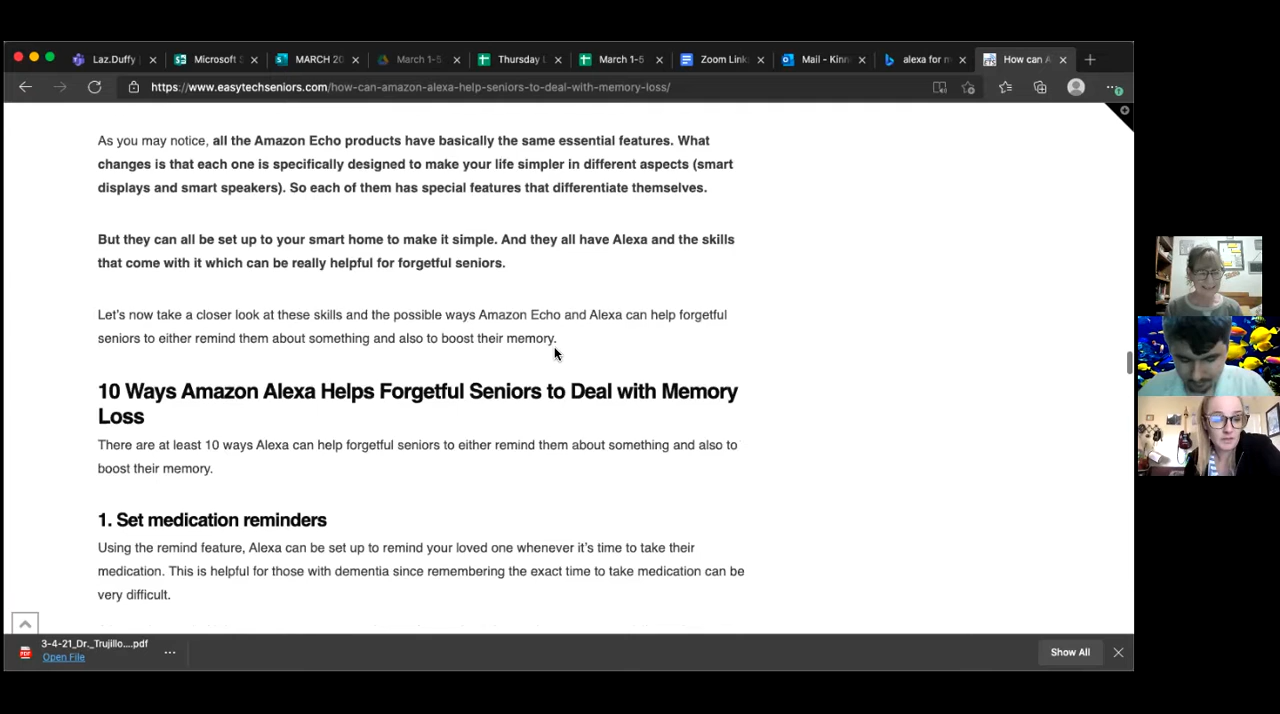 Laz.Duffy
Microsoft S
MARCH 20
March 1-5
Thursday L
March 1-5
Zoom Link
Mail - Kinn
alexa for m
How can A
https://www.easytechseniors.com/how-can-amazon-alexa-help-seniors-to-deal-with-memory-loss/
As you may notice, all the Amazon Echo products have basically the same essential features. What
changes is that each one is specifically designed to make your life simpler in different aspects (smart
displays and smart speakers). So each of them has special features that differentiate themselves.
But they can all be set up to your smart home to make it simple. And they all have Alexa and the skills
that come with it which can be really helpful for forgetful seniors.
Let's now take a closer look at these skills and the possible ways Amazon Echo and Alexa can help forgetful
seniors to either remind them about something and also to boost their memory.
10 Ways Amazon Alexa Helps Forgetful Seniors to Deal with Memory
Loss
There are at least 10 ways Alexa can help forgetful seniors to either remind them about something and also to
boost their memory.
1. Set medication reminders
Using the remind feature, Alexa can be set up to remind your loved one whenever it's time to take their
medication. This is helpful for those with dementia since remembering the exact time to take medication can be
very difficult.
3-4-21_Dr._Trujillo....pdf
Open File
Show All